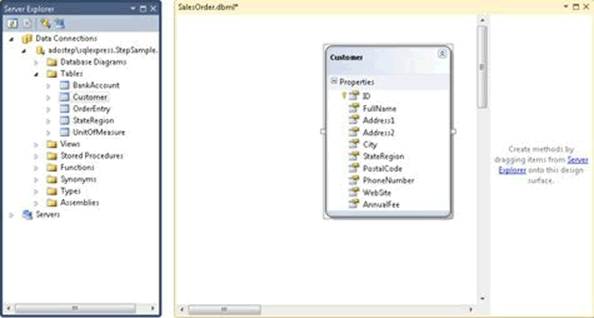 Server Explorer
Data Connections
adostep\sqlexpress.StepSample.
Database Diagrams
Tables
BankAccount
Customer
OrderEntry
StateRegion
UnitOfMeasure
Views
Stored Procedures
Functions
Synonyms
Types
Assemblies
Servers
SalesOrder.dbml*
Customer
Properties
ID
FullName
Address1
Address2
City
StateRegion
PostalCode
PhoneNumber
WebSite
AnnualFee
Create methods by
dragging items from Server
Explorer onto this design
surface.